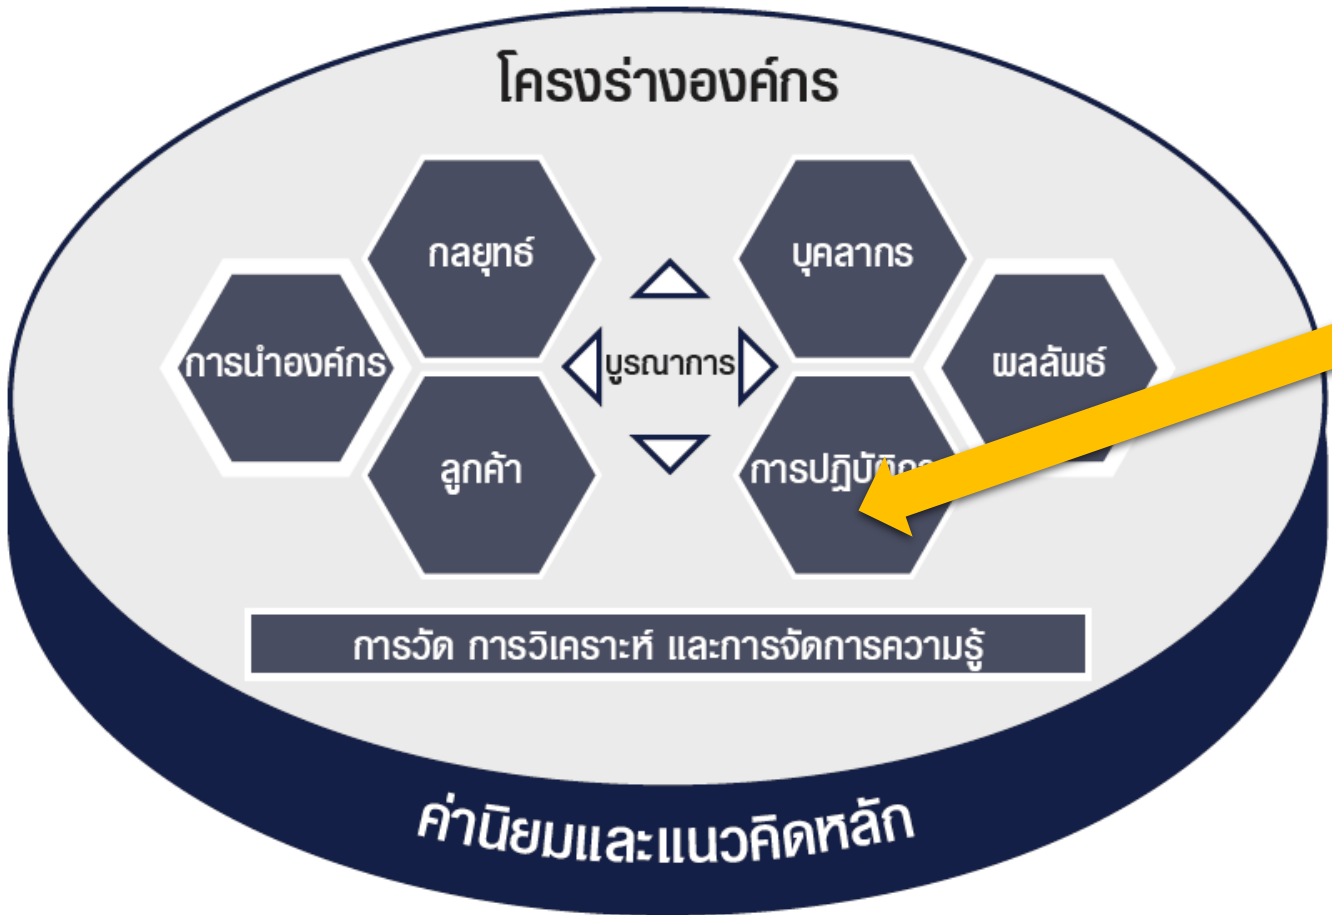 โครงร่างองค์กร
กลยุทธ์
บุคลากร
การนำองค์กร
บูรณาการ
ผลลัพธ์
ลูกค้า
การวัด การวิเคราะห์ และการจัดการความรู้
ค่านิยมและแนวคิดหลัก